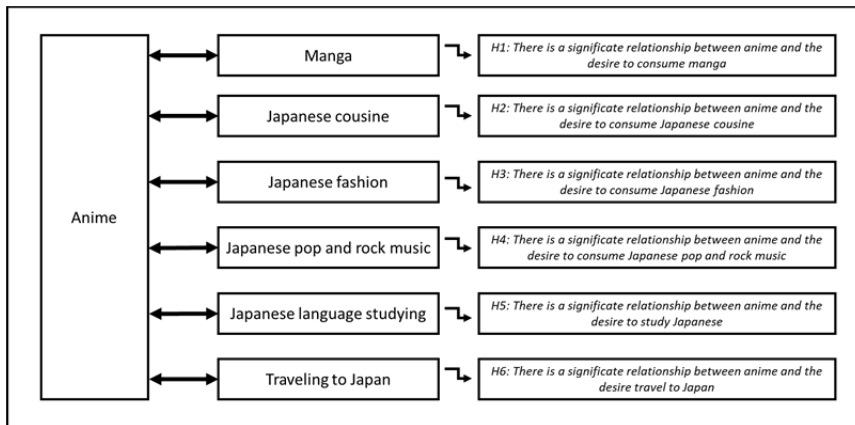 Anime
Manga
H1: There is a significate relationship between anime and the
desire to consume manga
Japanese cousine
H2: There is a significate relationship between anime and the
desire to consume Japanese cousine
Japanese fashion
H3: There is a significate relationship between anime and the
desire to consume Japanese fashion
Japanese pop and rock music
H4: There is a significate relationship between anime and the
desire to consume Japanese pop and rock music
Japanese language studying
H5: There is a significate relationship between anime and the
desire to study Japanese
Traveling to Japan
H6: There is a significate relationship between anime and the
desire travel to Japan